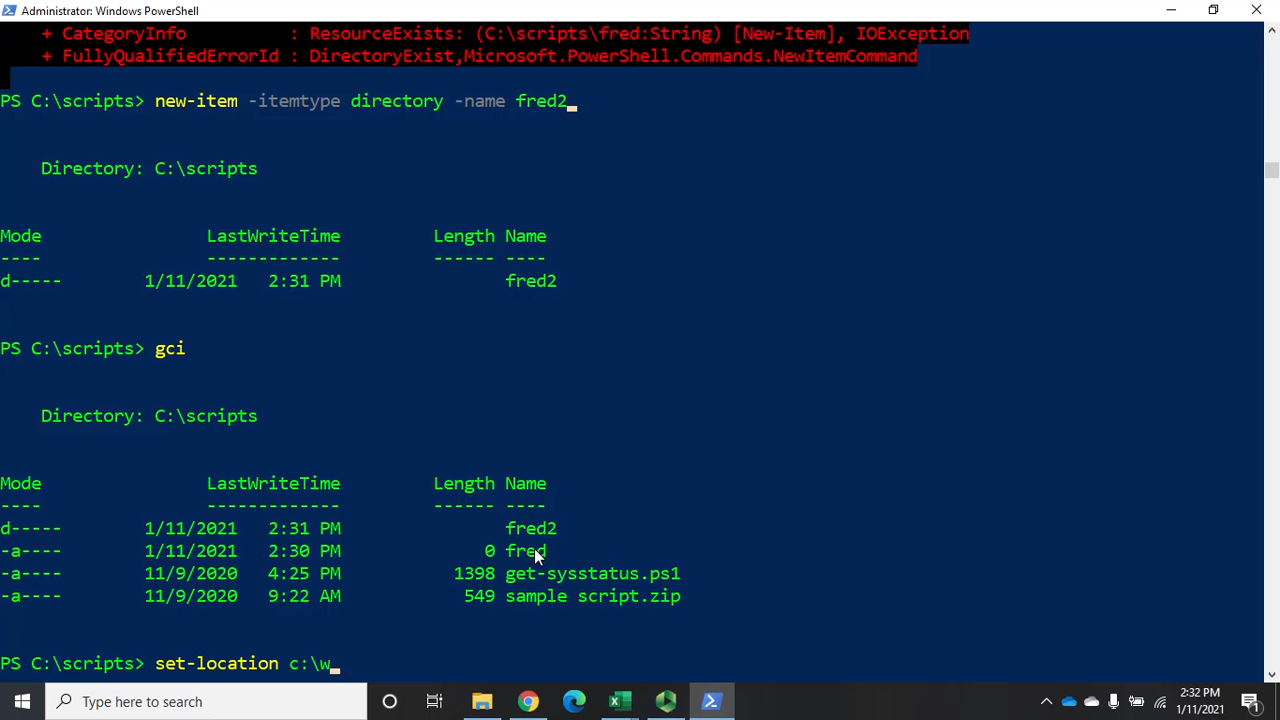 Administrator: Windows PowerShell
+ CategoryInfo : ResourceExists: (C:\scripts\fred:String) [New-Item], IOException
+ FullyQualifiedErrorId : DirectoryExist,Microsoft.PowerShell.Commands.NewItemCommand
PS C:\scripts> new-item -itemtype directory -name fred2_
Directory: C:\scripts
Mode LastWriteTime Length Name
---- ------------- ------ ----
d----- 1/11/2021 2:31 PM fred2
PS C:\scripts> gci
Directory: C:\scripts
Mode LastWriteTime Length Name
---- ------------- ------ ----
d----- 1/11/2021 2:31 PM fred2
-a---- 1/11/2021 2:30 PM 0 fred
-a---- 11/9/2020 4:25 PM 1398 get-sysstatus.ps1
-a---- 11/9/2020 9:22 AM 549 sample script.zip
PS C:\scripts> set-location c:\w_
Type here to search
2:32 PM
1/11/2021
1